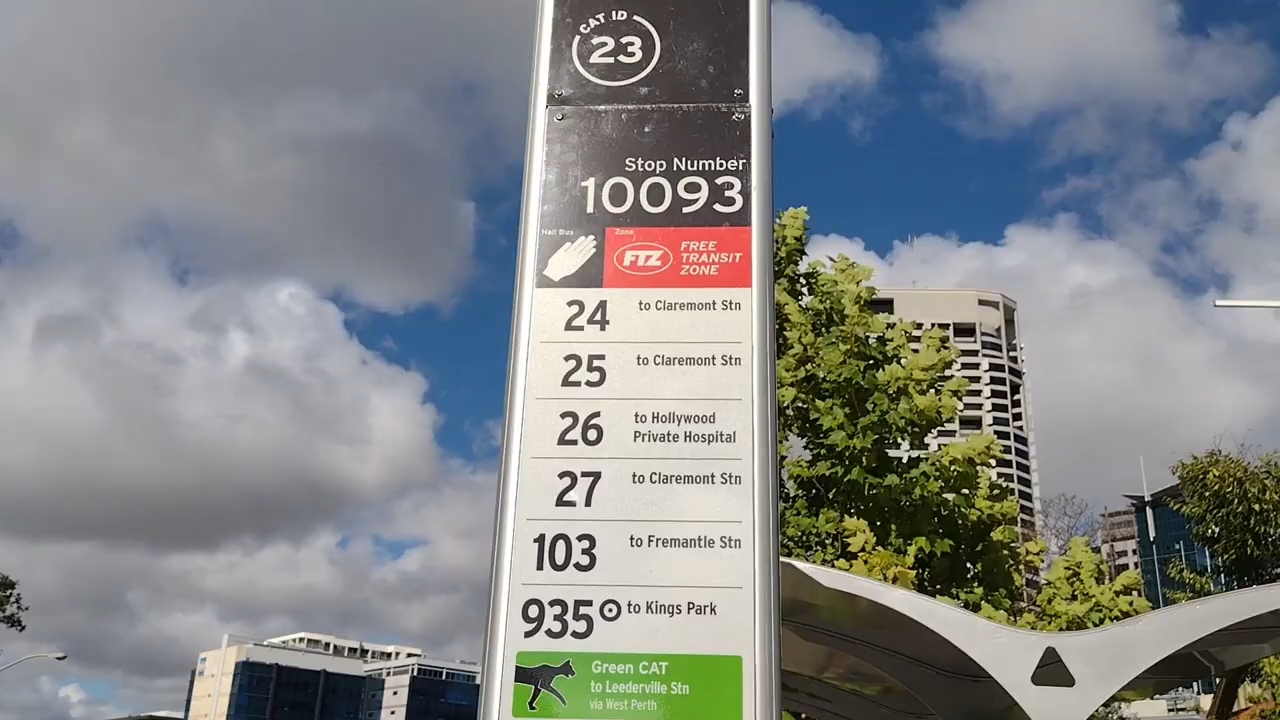 CAT ID
23
Stop Number
10093
Hail Bus
Zone
FTZ
FREE
TRANSIT
ZONE
24 to Claremont Stn
25 to Claremont Stn
26 to Hollywood
Private Hospital
27 to Claremont Stn
103 to Fremantle Stn
935 to Kings Park
Green CAT
to Leederville Stn
via West Perth